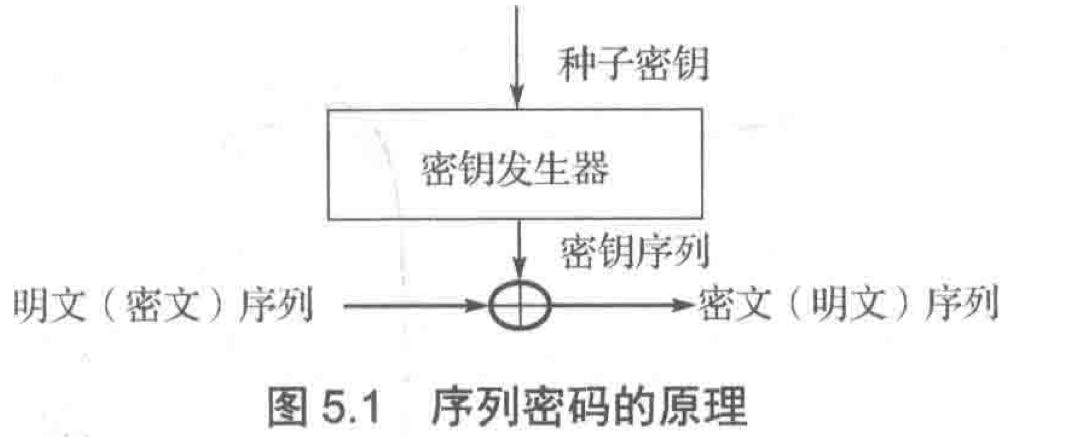 种子密钥
密钥发生器
密钥序列
明文（密文）序列
密文（明文）序列
图 5.1 序列密码的原理